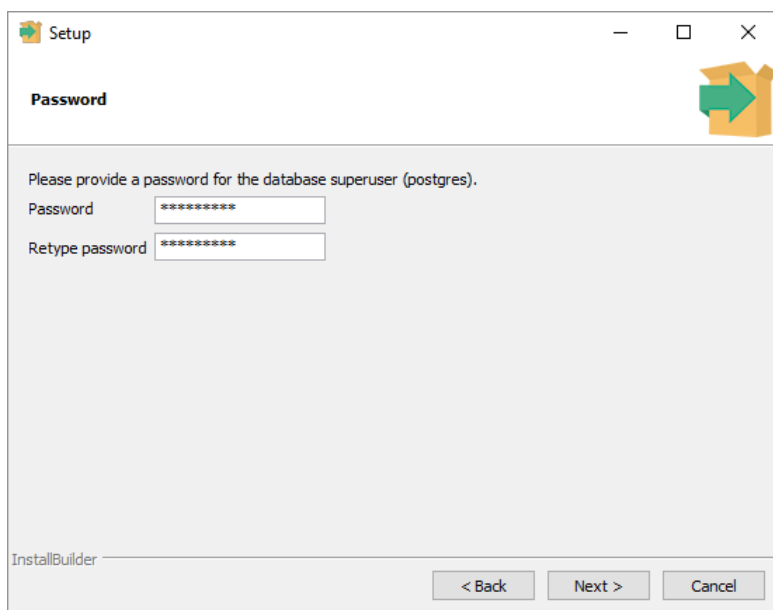 Setup
Password
Please provide a password for the database superuser (postgres).
Password *********
Retype password *********
InstallBuilder
< Back Next > Cancel